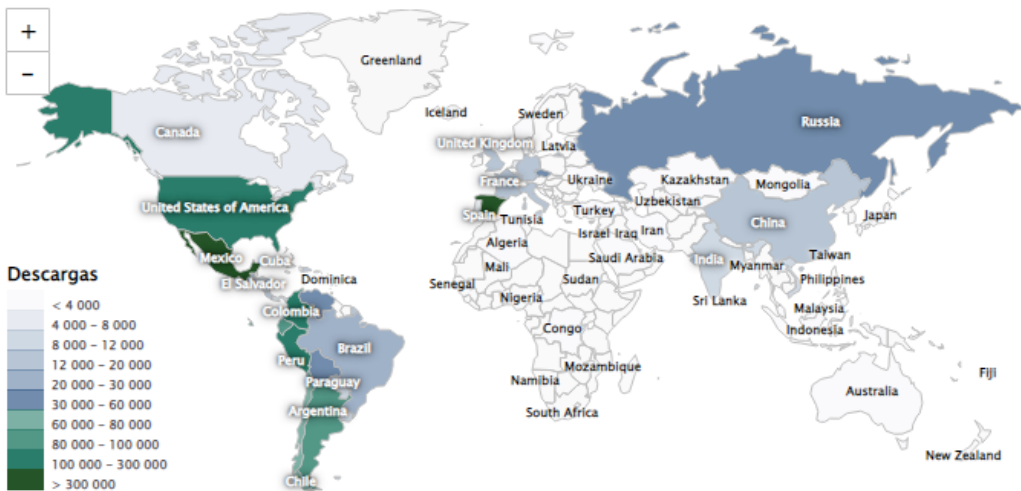 +
−
Greenland
Iceland
Sweden
Russia
Canada
United Kingdom
Latvia
France
Ukraine
Kazakhstan
Mongolia
United States of America
Spain
Tunisia
Turkey
Uzbekistan
Japan
China
Mexico
Cuba
Algeria
Israel
Iraq
Iran
Taiwan
El Salvador
Dominica
Mali
Saudi Arabia
India
Myanmar
Senegal
Nigeria
Sudan
Philippines
Sri Lanka
Malaysia
Colombia
Congo
Indonesia
Peru
Brazil
Mozambique
Paraguay
Namibia
Fiji
Argentina
South Africa
Australia
New Zealand
Chile
Descargas
< 4 000
4 000 – 8 000
8 000 – 12 000
12 000 – 20 000
20 000 – 30 000
30 000 – 60 000
60 000 – 80 000
80 000 – 100 000
100 000 – 300 000
> 300 000